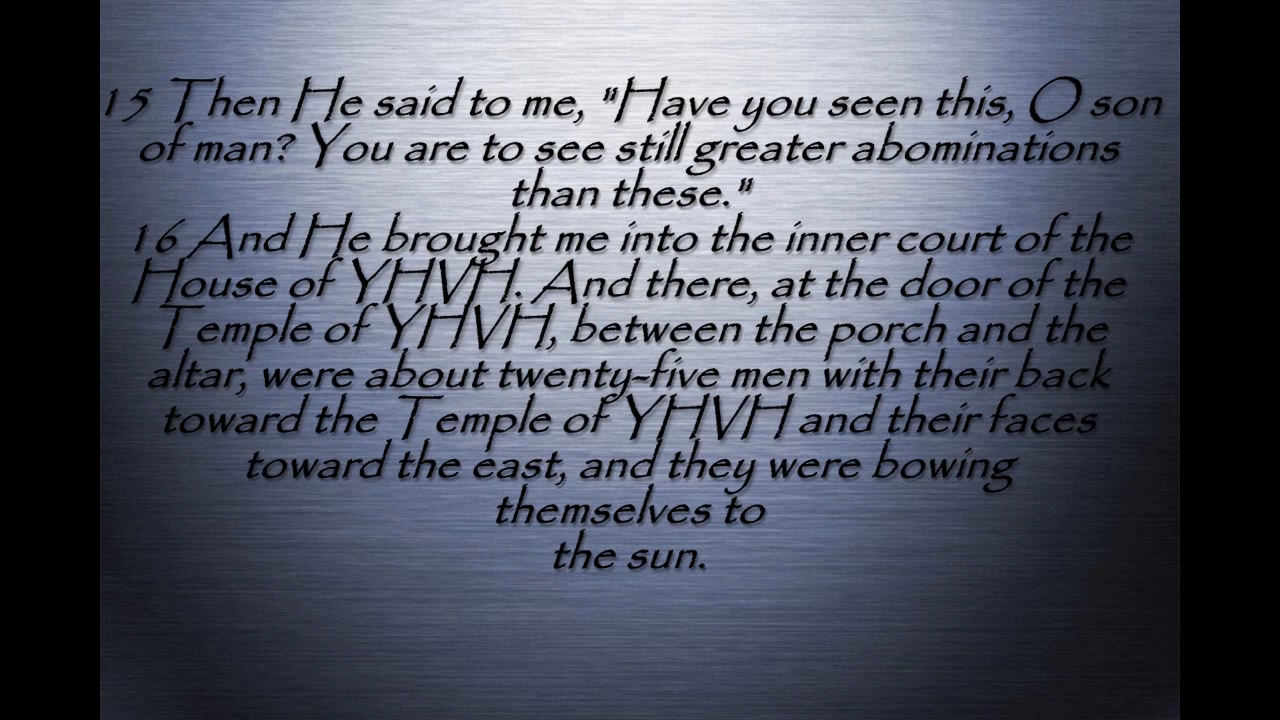 15 Then He said to me, "Have you seen this, O son
of man? You are to see still greater abominations
than these."
16 And He brought me into the inner court of the
House of YHVH. And there, at the door of the
Temple of YHVH, between the porch and the
altar, were about twenty-five men with their back
toward the Temple of YHVH and their faces
toward the east, and they were bowing
themselves to
the sun.